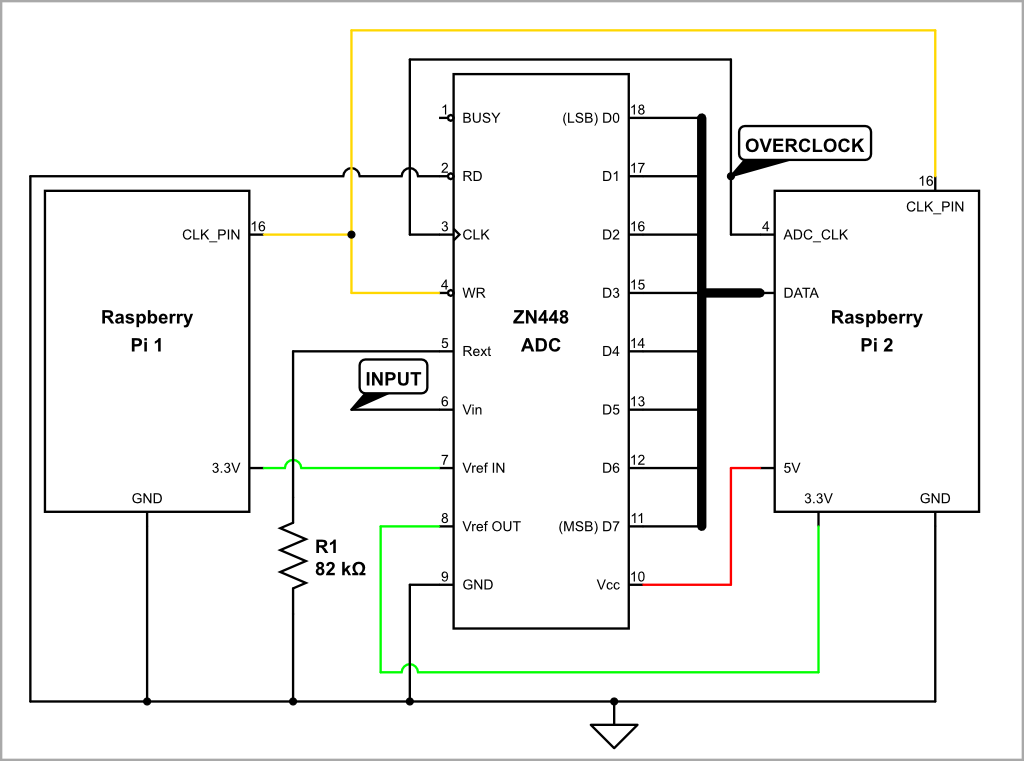 1
BUSY
(LSB) D0
18
2
RD
D1
17
OVERCLOCK
16
CLK_PIN
CLK_PIN
16
3
CLK
D2
16
4
ADC_CLK
4
WR
D3
15
DATA
Raspberry
Pi 1
ZN448
ADC
Raspberry
Pi 2
5
Rext
D4
14
INPUT
6
Vin
D5
13
3.3V
7
Vref IN
D6
12
5V
GND
3.3V
GND
8
Vref OUT
(MSB) D7
11
R1
82 kΩ
9
GND
Vcc
10